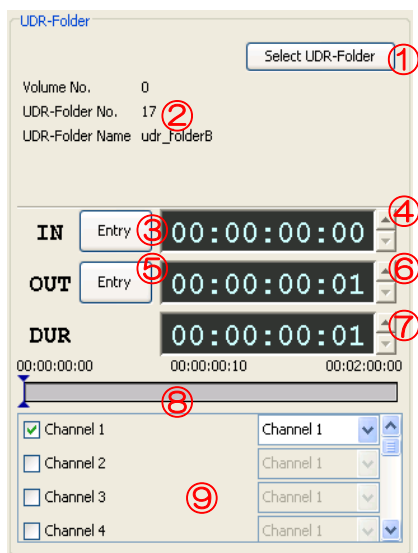 UDR-Folder
Select UDR-Folder ①
Volume No. 0
UDR-Folder No. 17 ②
UDR-Folder Name udr_folderB
IN Entry ③ 00:00:00:00 ④
OUT Entry ⑤ 00:00:00:01 ⑥
DUR 00:00:00:01 ⑦
00:00:00:00 00:00:00:10 00:02:00:00
⑧
Channel 1 Channel 1
Channel 2 Channel 1
Channel 3 ⑨ Channel 1
Channel 4 Channel 1